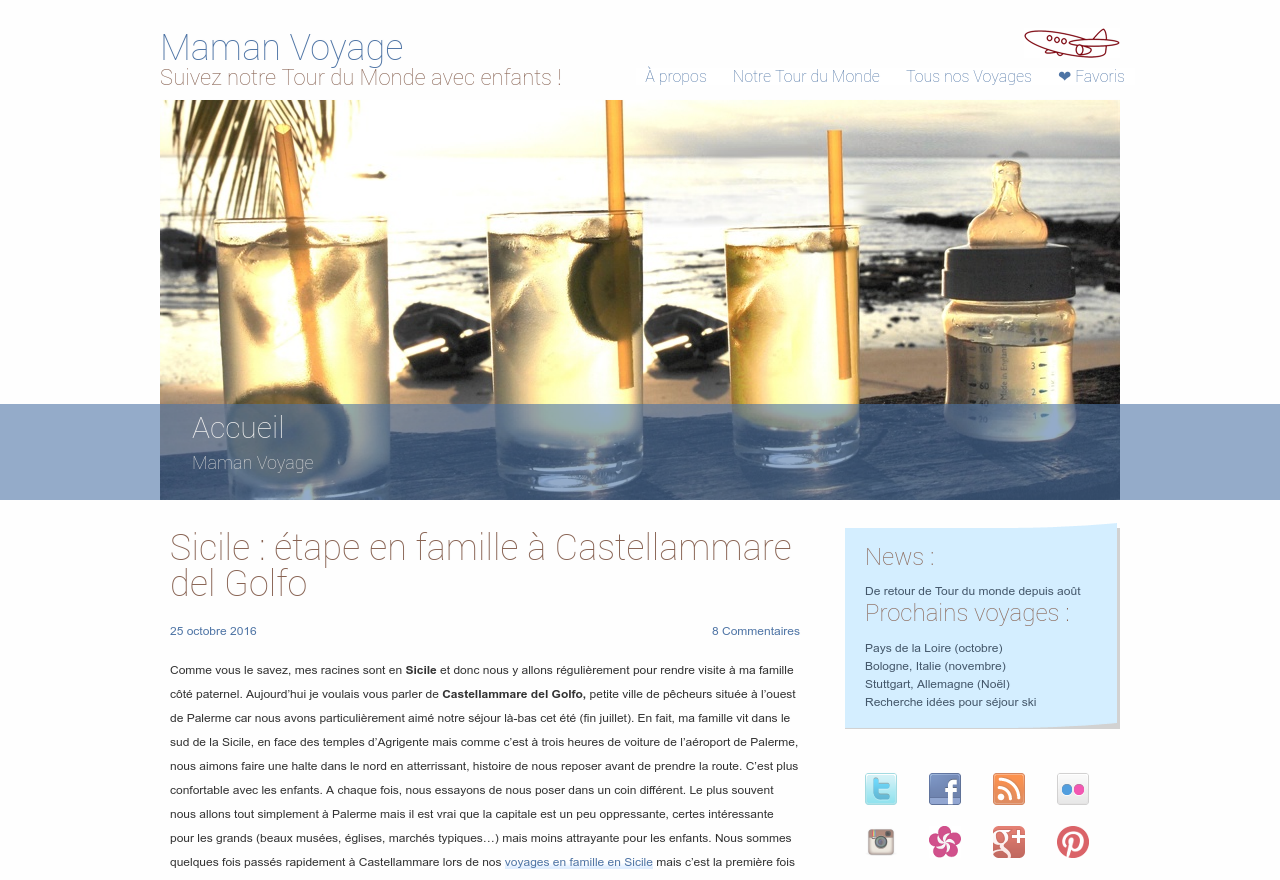 Maman Voyage
Suivez notre Tour du Monde avec enfants !
À propos
Notre Tour du Monde
Tous nos Voyages
❤ Favoris
Accueil
Maman Voyage
Sicile : étape en famille à Castellammare
del Golfo
25 octobre 2016
8 Commentaires
Comme vous le savez, mes racines sont en Sicile et donc nous y allons régulièrement pour rendre visite à ma famille
côté paternel. Aujourd’hui je voulais vous parler de Castellammare del Golfo, petite ville de pêcheurs située à l’ouest
de Palerme car nous avons particulièrement aimé notre séjour là-bas cet été (fin juillet). En fait, ma famille vit dans le
sud de la Sicile, en face des temples d’Agrigente mais comme c’est à trois heures de voiture de l’aéroport de Palerme,
nous aimons faire une halte dans le nord en atterrissant, histoire de nous reposer avant de prendre la route. C’est plus
confortable avec les enfants. A chaque fois, nous essayons de nous poser dans un coin différent. Le plus souvent
nous allons tout simplement à Palerme mais il est vrai que la capitale est un peu oppressante, certes intéressante
pour les grands (beaux musées, églises, marchés typiques…) mais moins attrayante pour les enfants. Nous sommes
quelques fois passés rapidement à Castellammare lors de nos voyages en famille en Sicile mais c’est la première fois
News :
De retour de Tour du monde depuis août
Prochains voyages :
Pays de la Loire (octobre)
Bologne, Italie (novembre)
Stuttgart, Allemagne (Noël)
Recherche idées pour séjour ski